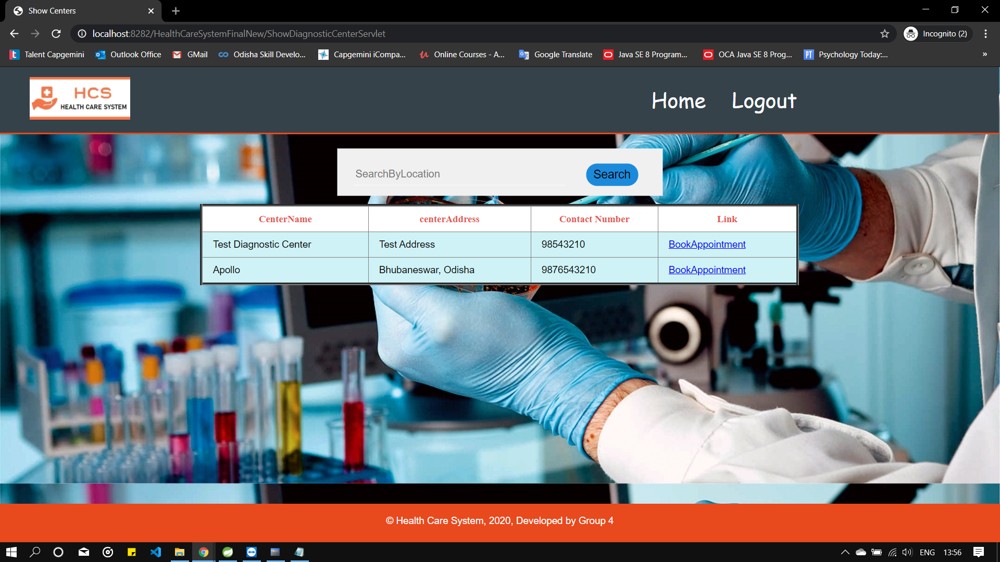 Show Centers
localhost:8282/HealthCareSystemFinalNew/ShowDiagnosticCenterServlet
Incognito (2)
Talent Capgemini
Outlook Office
GMail
Odisha Skill Develo...
Capgemini iCompa...
Online Courses - A...
Google Translate
Java SE 8 Program...
OCA Java SE 8 Prog...
PT
Psychology Today:...
»
HCS
HEALTH CARE SYSTEM
Home Logout
SearchByLocation
Search
CenterName centerAddress Contact Number Link
Test Diagnostic Center Test Address 98543210 BookAppointment
Apollo Bhubaneswar, Odisha 9876543210 BookAppointment
© Health Care System, 2020, Developed by Group 4
ENG 13:56